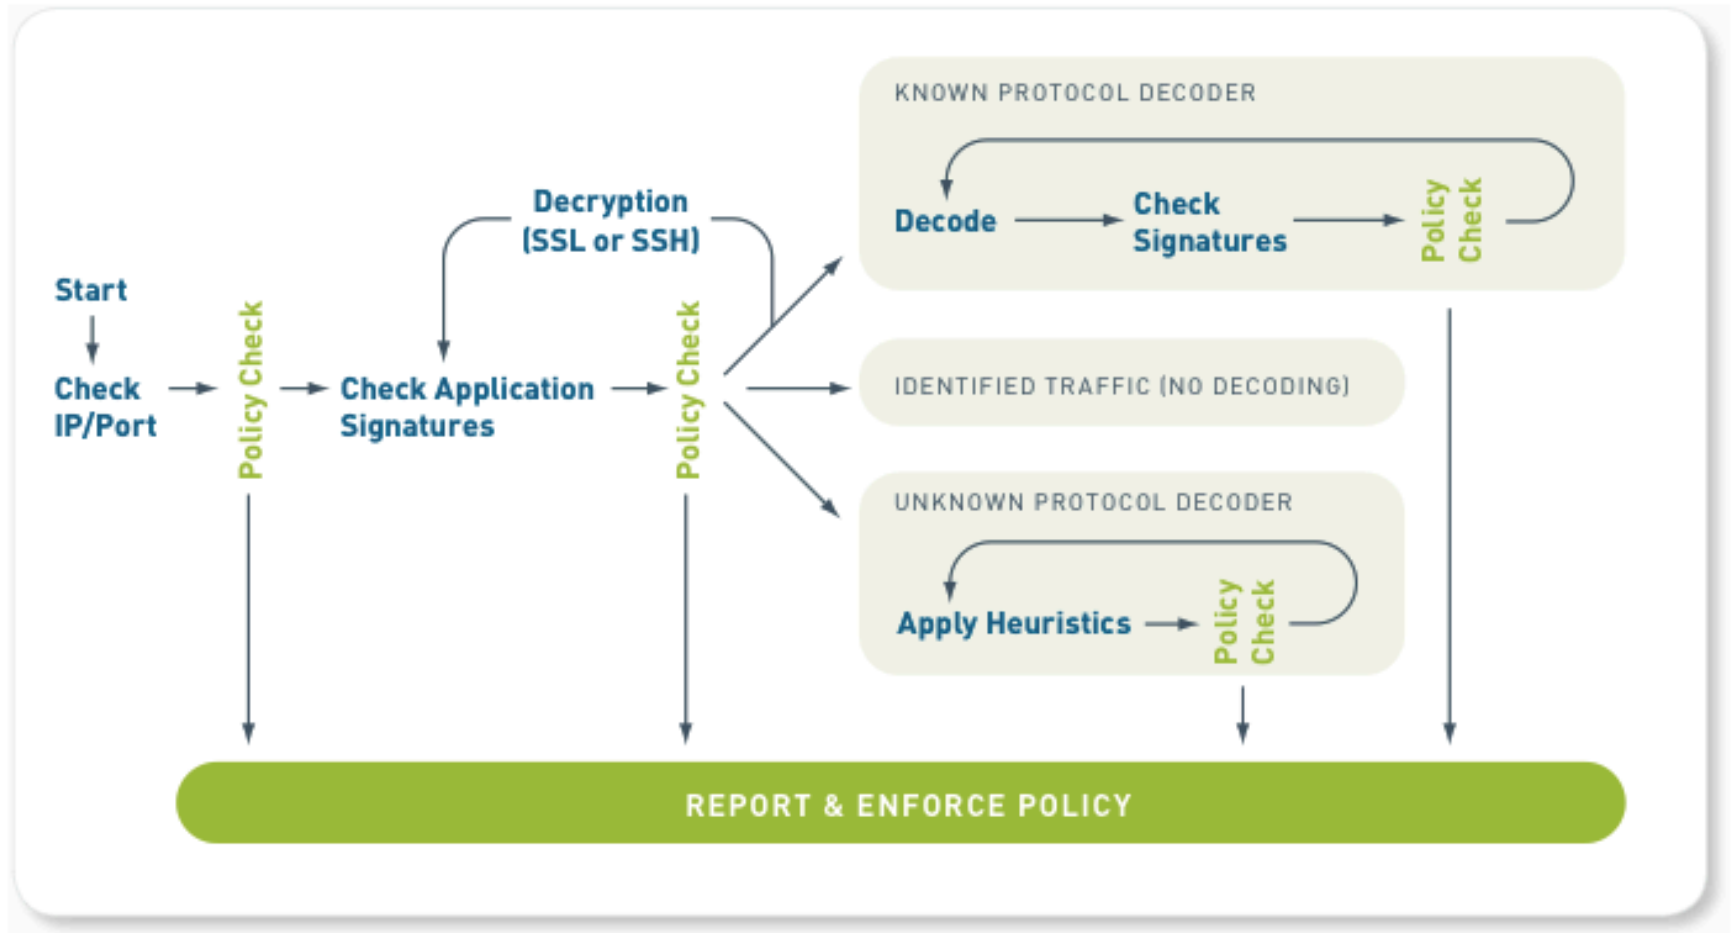 KNOWN PROTOCOL DECODER
Decode
Check
Signatures
Policy
Check
Decryption
(SSL or SSH)
Start
Check
IP/Port
Policy Check
Check Application
Signatures
Policy Check
IDENTIFIED TRAFFIC (NO DECODING)
UNKNOWN PROTOCOL DECODER
Apply Heuristics
Policy
Check
REPORT & ENFORCE POLICY